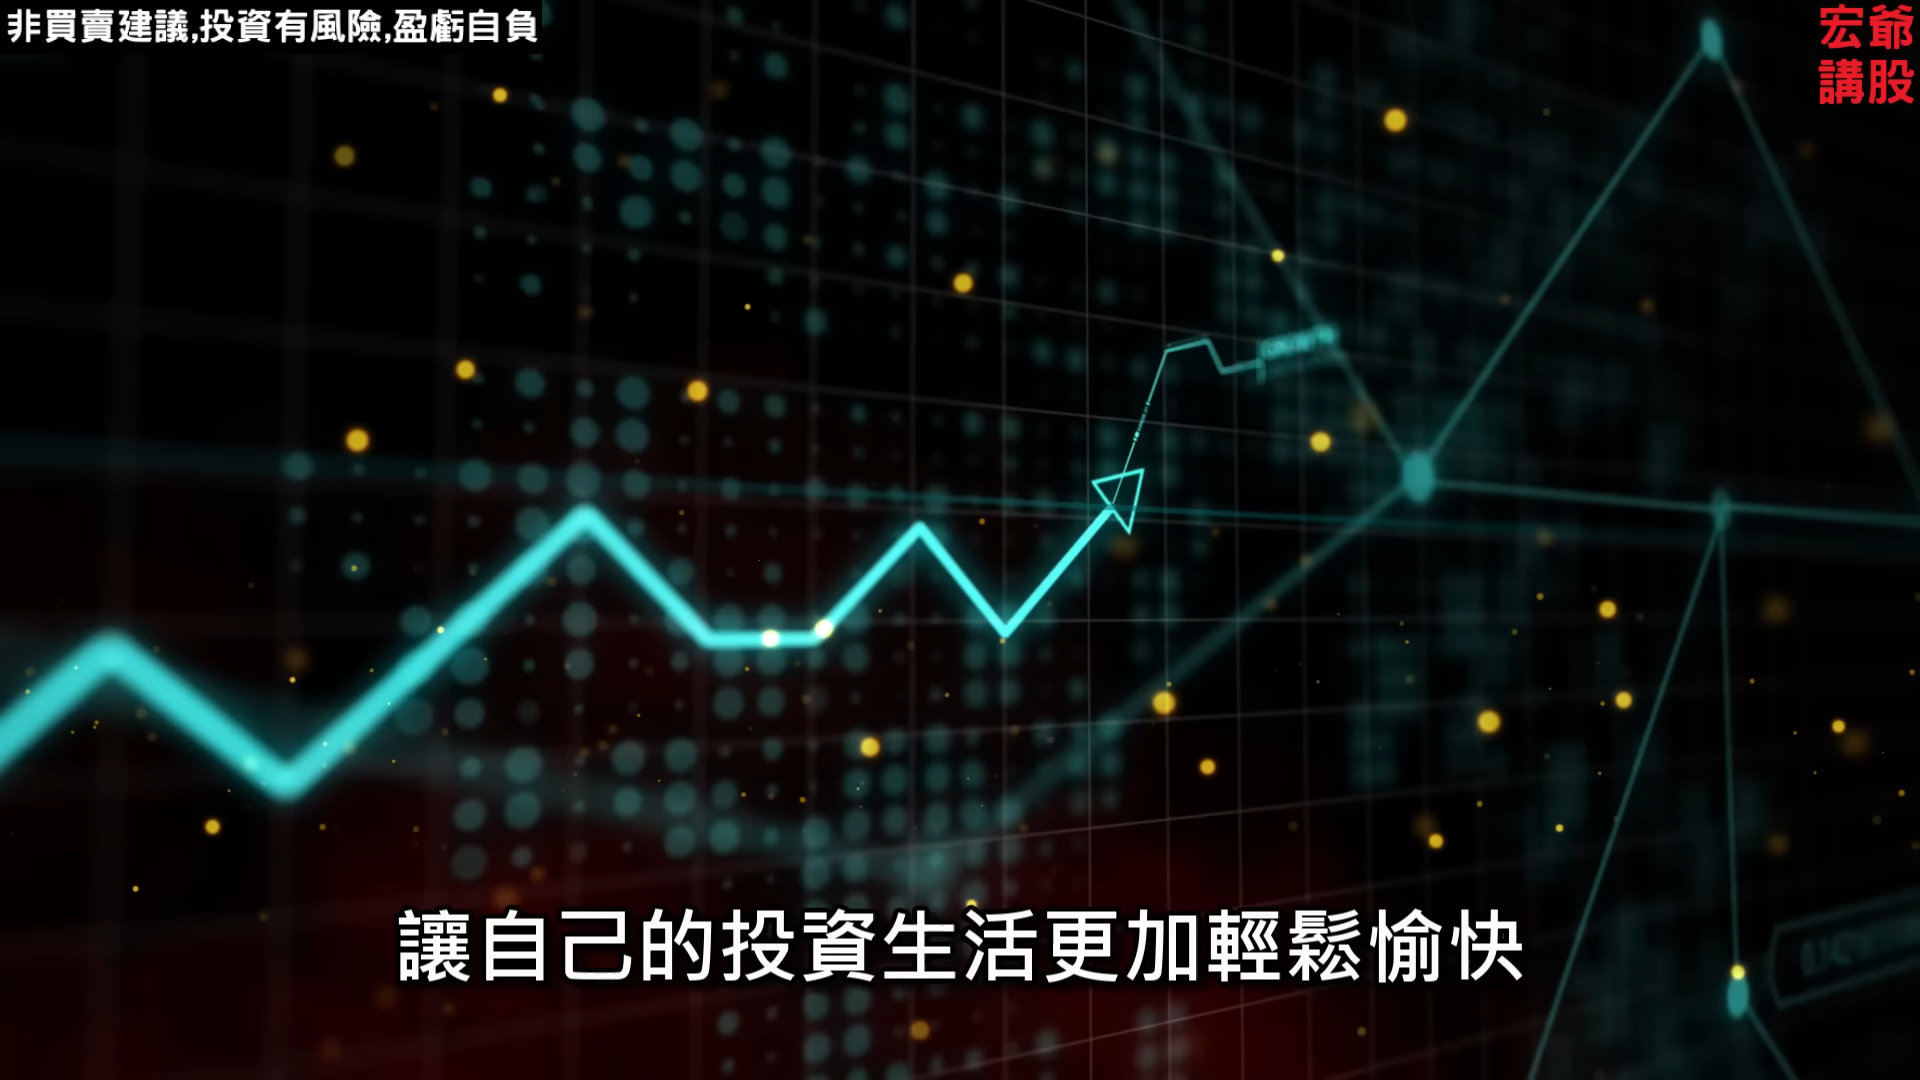 非買賣建議,投資有風險,盈虧自負
宏爺
講股
讓自己的投資生活更加輕鬆愉快